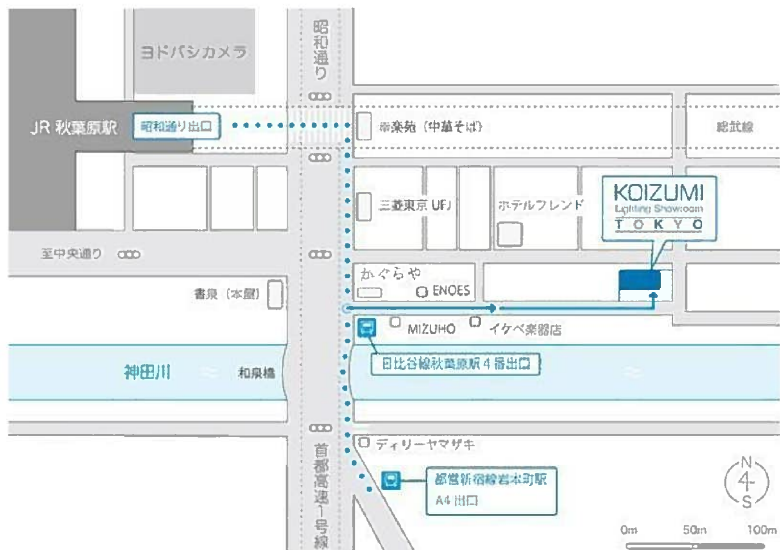 ヨドバシカメラ
昭和通り
JR 秋葉原駅
昭和通り出口
楽苑 (中華そば)
総武線
三菱東京 UFJ
ホテルフレンド
KOIZUMI
Lighting Showroom
TOKYO
至中央通り
かぐらや
ENOES
書泉 (本屋)
MIZUHO
イケベ楽器店
日比谷線秋葉原駅4番出口
神田川
和泉橋
首都高速1号線
ディリーヤマザキ
都営新宿線岩本町駅
A4 出口
N
S
0m 50m 100m